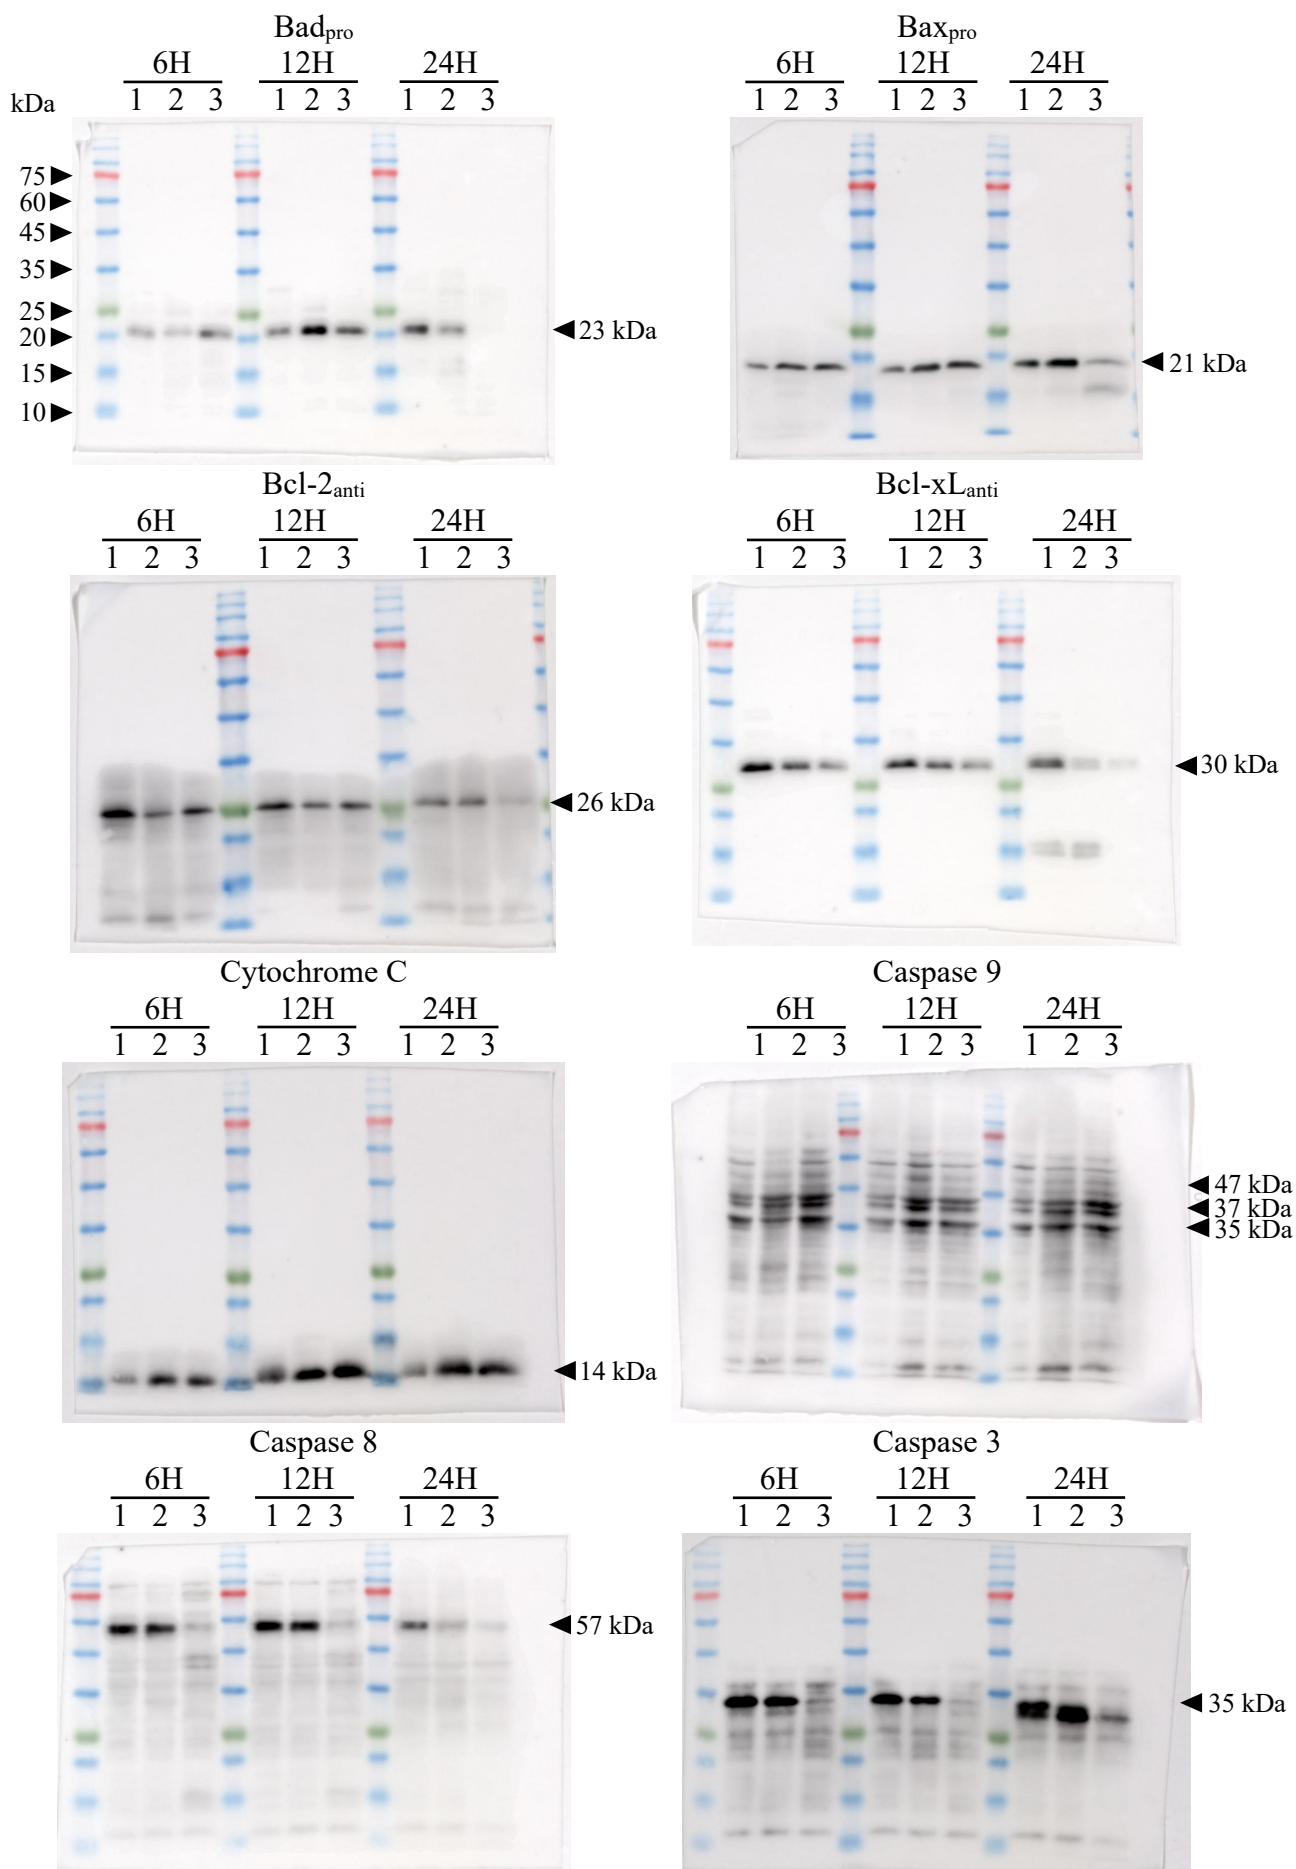 Badpro
6H 12H 24H
kDa 1 2 3 1 2 3 1 2 3
75
60
45
35
25
20
15
10
23 kDa
Baxpro
6H 12H 24H
1 2 3 1 2 3 1 2 3
21 kDa
Bcl-2anti
6H 12H 24H
1 2 3 1 2 3 1 2 3
26 kDa
Bcl-xLanti
6H 12H 24H
1 2 3 1 2 3 1 2 3
30 kDa
Cytochrome C
6H 12H 24H
1 2 3 1 2 3 1 2 3
14 kDa
Caspase 9
6H 12H 24H
1 2 3 1 2 3 1 2 3
47 kDa
37 kDa
35 kDa
Caspase 8
6H 12H 24H
1 2 3 1 2 3 1 2 3
57 kDa
Caspase 3
6H 12H 24H
1 2 3 1 2 3 1 2 3
35 kDa